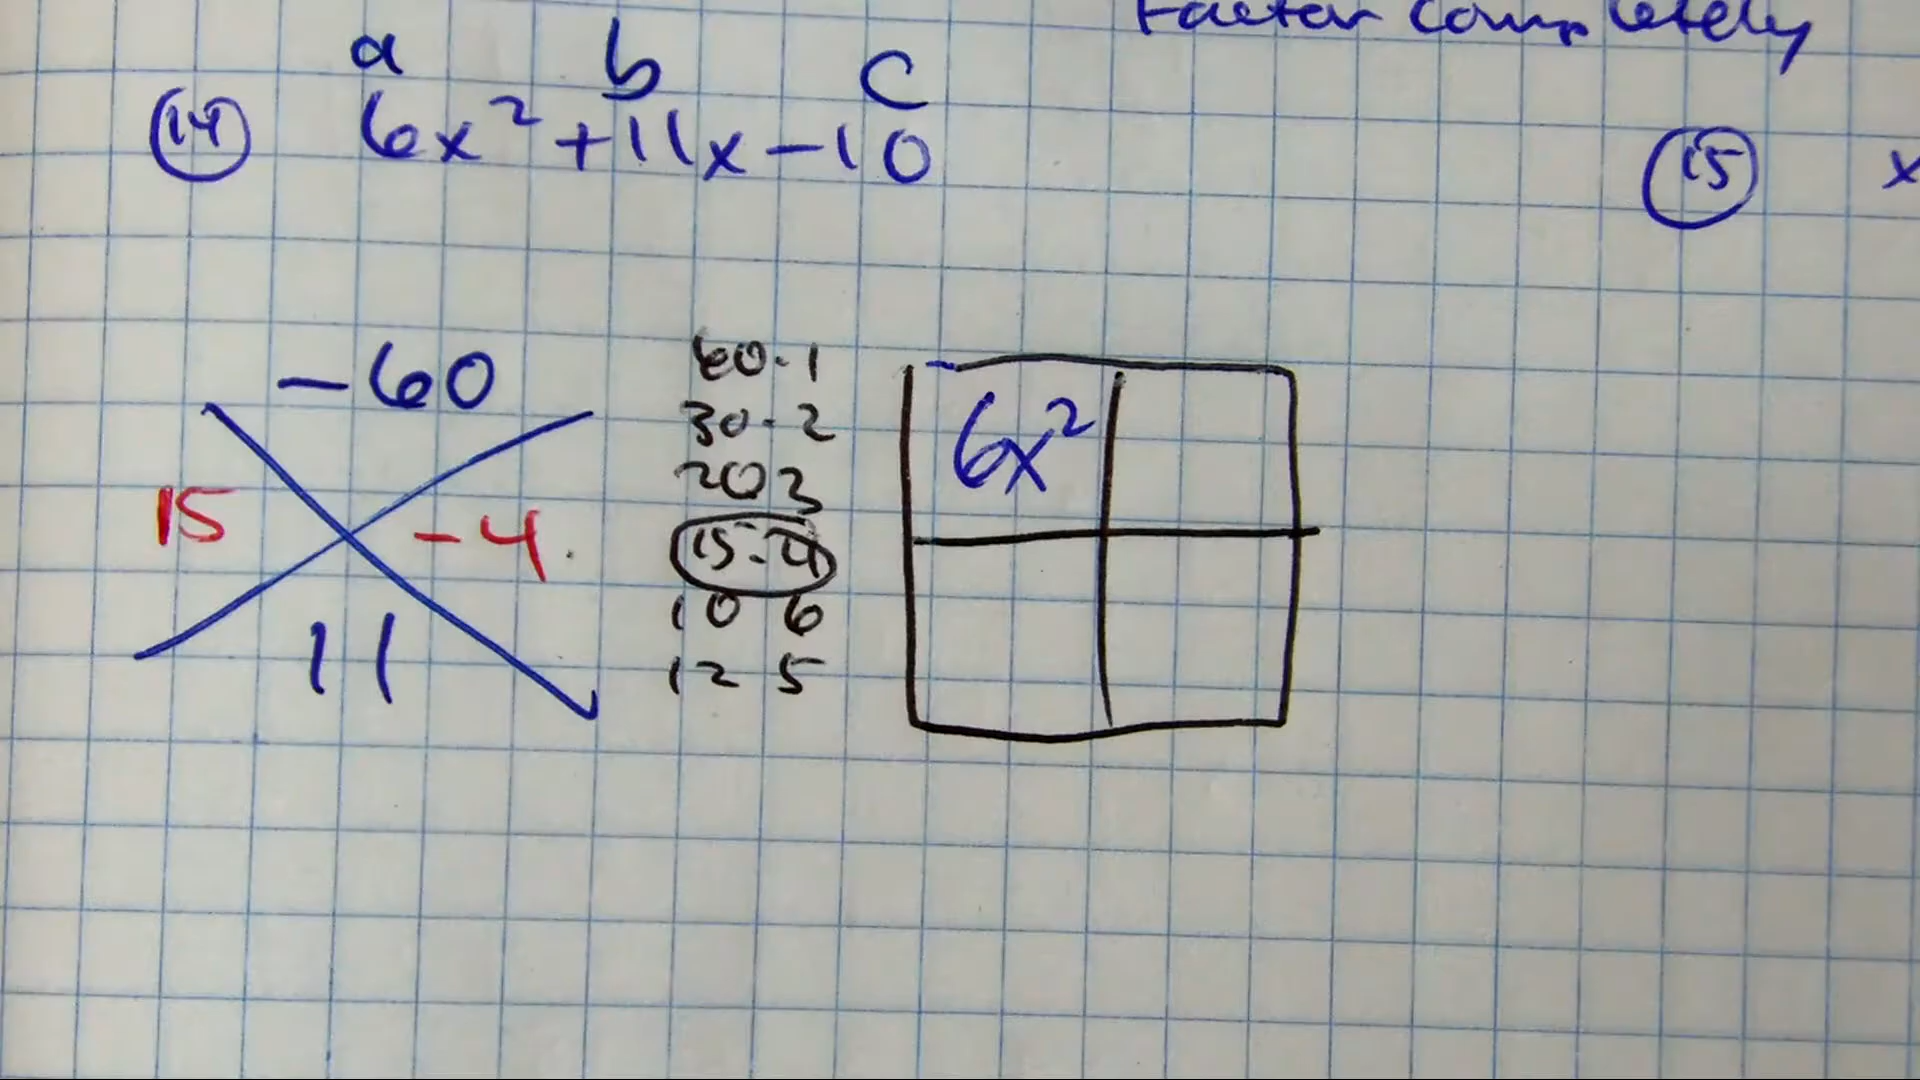 Factor Completely
a b c
14 6x² + 11x - 10
15 x
-60
15 -4
11
60 · 1
30 - 2
20 3
15 - 4
10 6
12 5
6x²